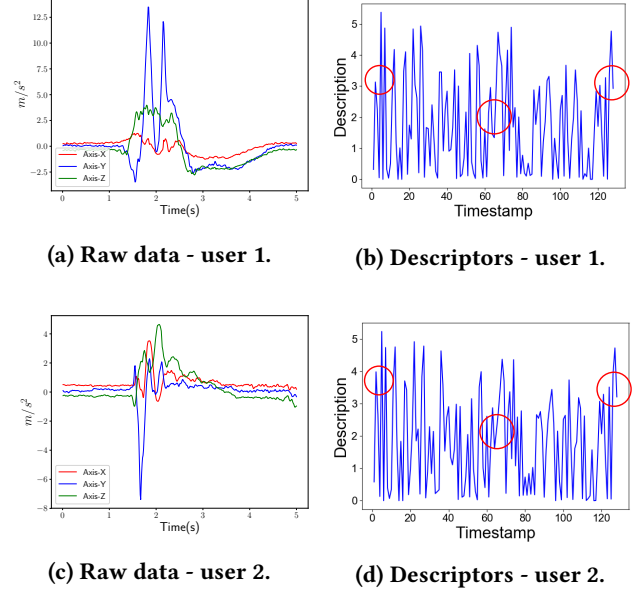 12.5
10.0
7.5
5.0
2.5
0.0
−2.5
m/s²
Axis-X
Axis-Y
Axis-Z
0 1 2 3 4 5
Time(s)
5
4
3
2
1
0
Description
0 20 40 60 80 100 120
Timestamp
(a) Raw data - user 1.
(b) Descriptors - user 1.
4
2
0
−2
−4
−6
−8
m/s²
Axis-X
Axis-Y
Axis-Z
0 1 2 3 4 5
Time(s)
5
4
3
2
1
0
Description
0 20 40 60 80 100 120
Timestamp
(c) Raw data - user 2.
(d) Descriptors - user 2.